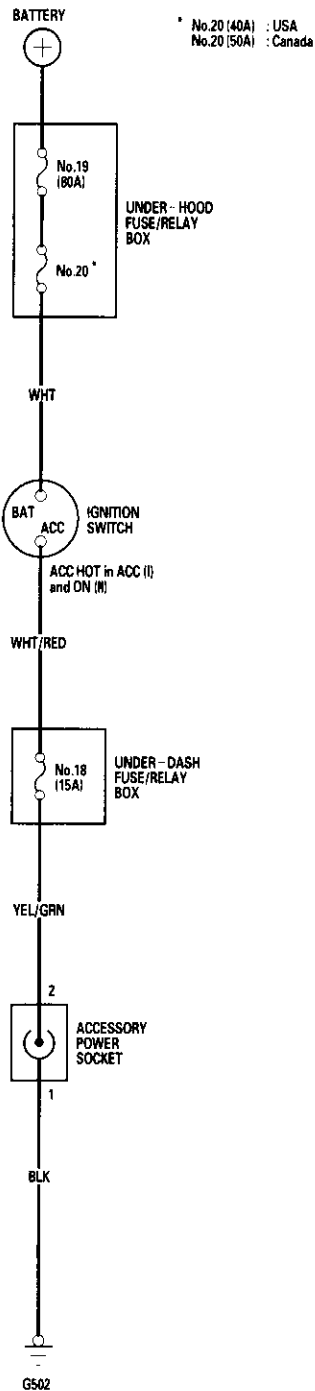 BATTERY
* No.20 (40A) : USA
No.20 (50A) : Canada
No.19
(80A)
No.20 *
UNDER-HOOD
FUSE/RELAY
BOX
WHT
BAT
ACC
IGNITION
SWITCH
ACC HOT in ACC (I)
and ON (II)
WHT/RED
No.18
(15A)
UNDER-DASH
FUSE/RELAY
BOX
YEL/GRN
2
ACCESSORY
POWER
SOCKET
1
BLK
G502